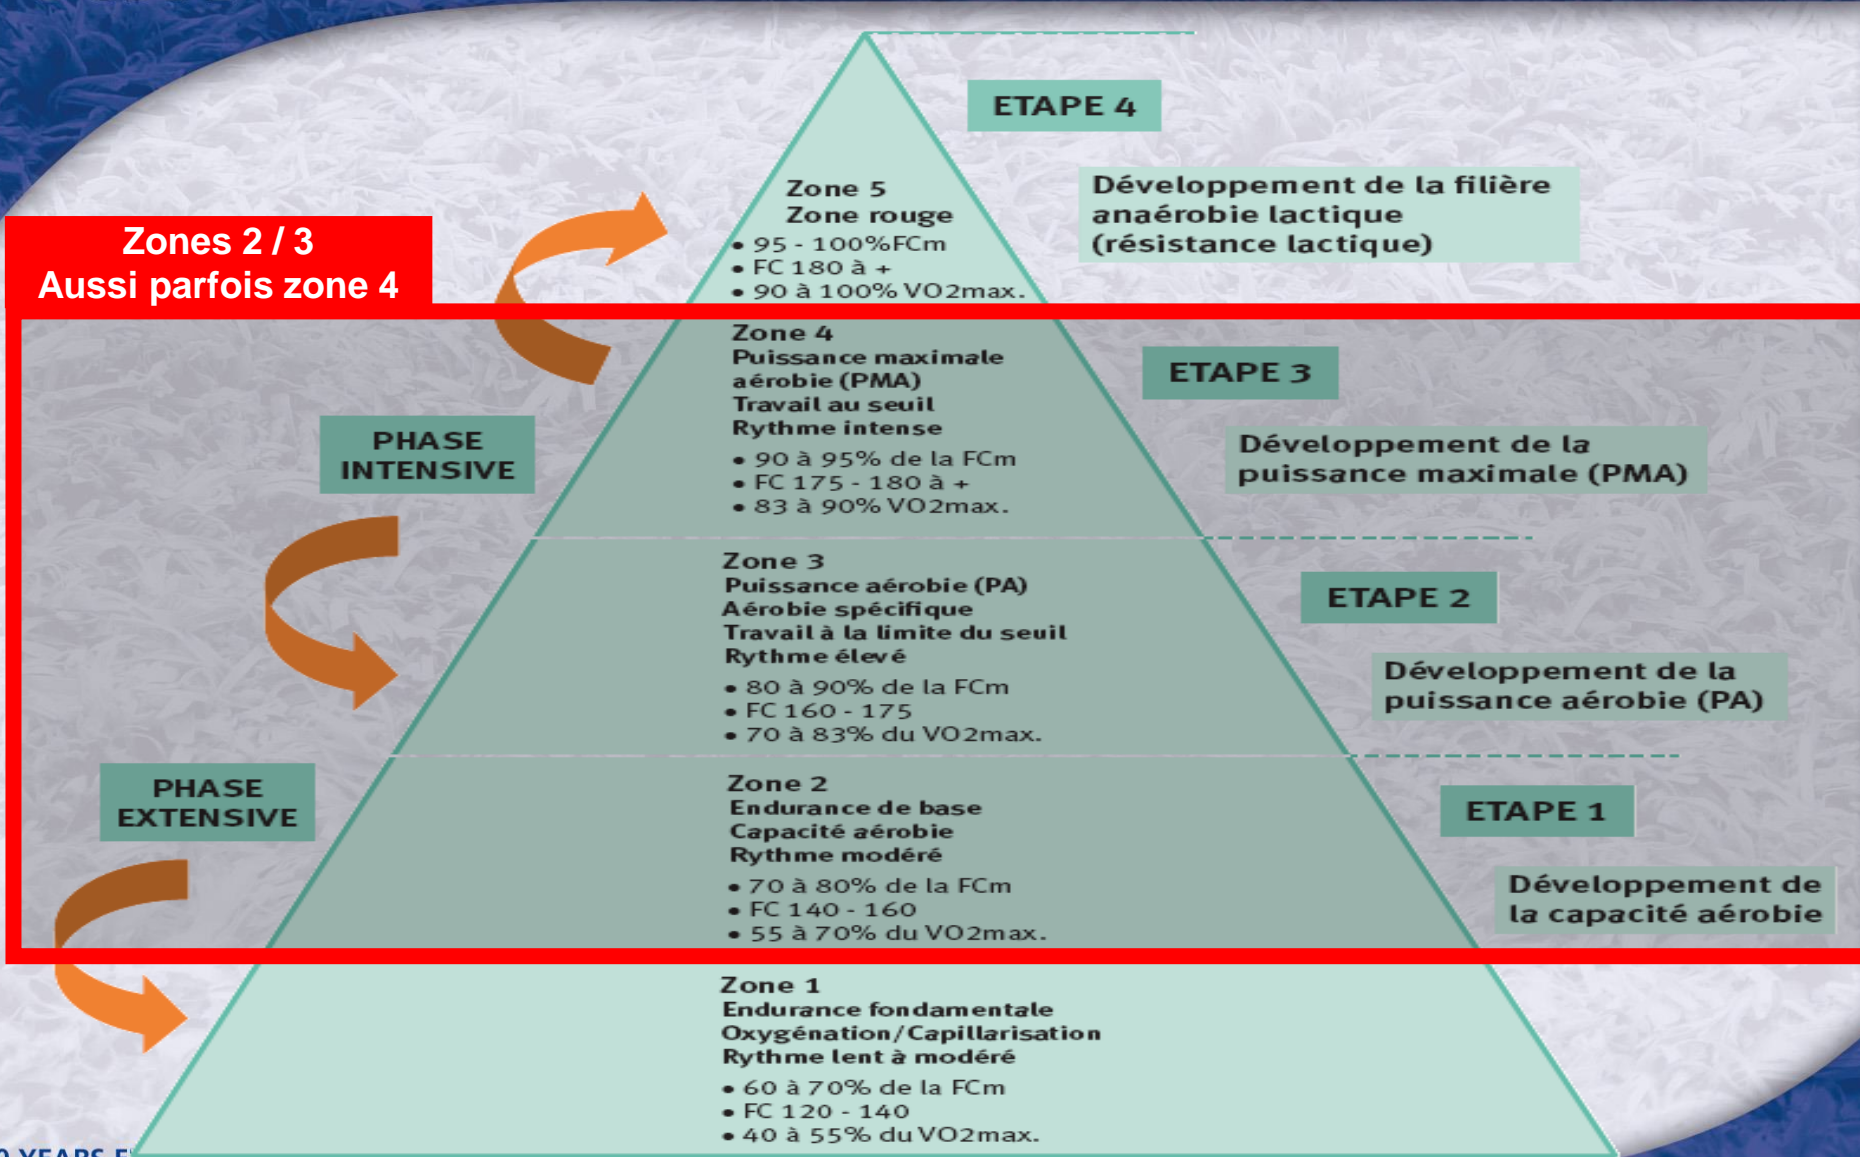 ETAPE 4
Zone 5
Zone rouge
• 95 - 100%FCm
• FC 180 à +
• 90 à 100% VO2max.
Développement de la filière
anaérobie lactique
(résistance lactique)
Zones 2 / 3
Aussi parfois zone 4
Zone 4
Puissance maximale
aérobie (PMA)
Travail au seuil
Rythme intense
• 90 à 95% de la FCm
• FC 175 - 180 à +
• 83 à 90% VO2max.
ETAPE 3
Développement de la
puissance maximale (PMA)
PHASE
INTENSIVE
Zone 3
Puissance aérobie (PA)
Aérobie spécifique
Travail à la limite du seuil
Rythme élevé
• 80 à 90% de la FCm
• FC 160 - 175
• 70 à 83% du VO2max.
ETAPE 2
Développement de la
puissance aérobie (PA)
PHASE
EXTENSIVE
Zone 2
Endurance de base
Capacité aérobie
Rythme modéré
• 70 à 80% de la FCm
• FC 140 - 160
• 55 à 70% du VO2max.
ETAPE 1
Développement de
la capacité aérobie
Zone 1
Endurance fondamentale
Oxygénation/Capillarisation
Rythme lent à modéré
• 60 à 70% de la FCm
• FC 120 - 140
• 40 à 55% du VO2max.
YEARS